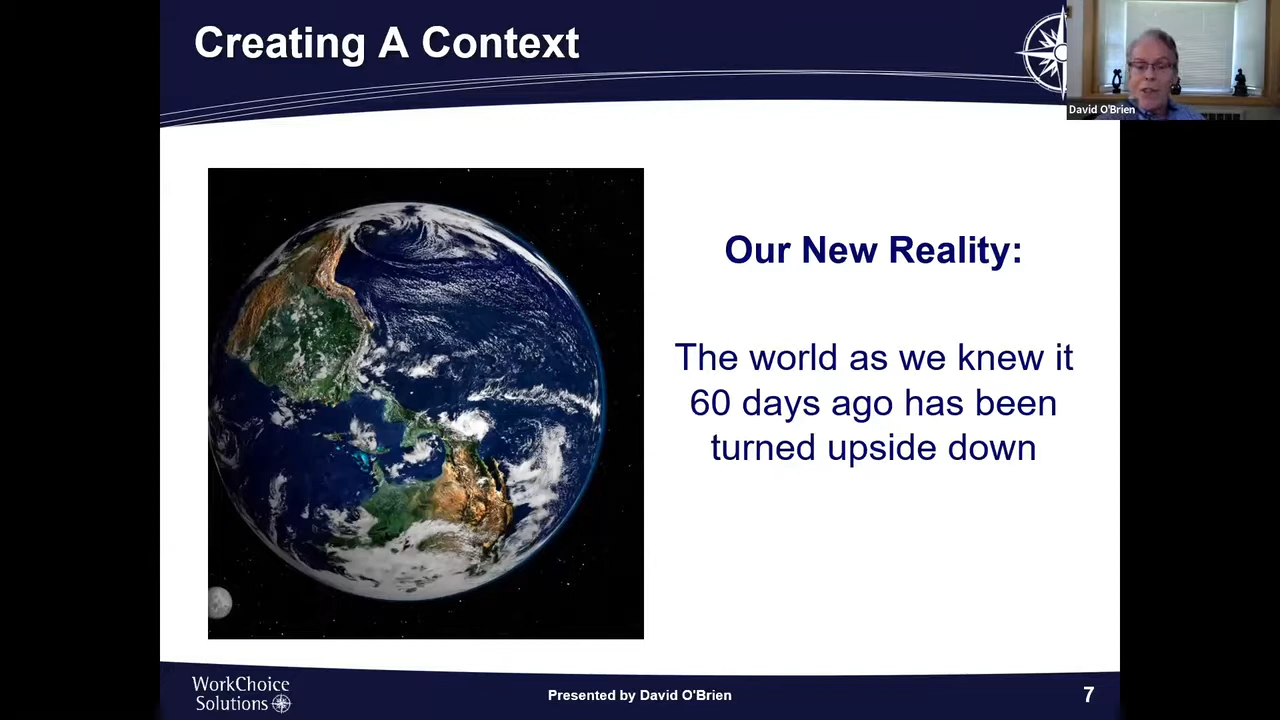 Creating A Context
David O'Brien
Our New Reality:
The world as we knew it
60 days ago has been
turned upside down
WorkChoice
Solutions
Presented by David O'Brien
7